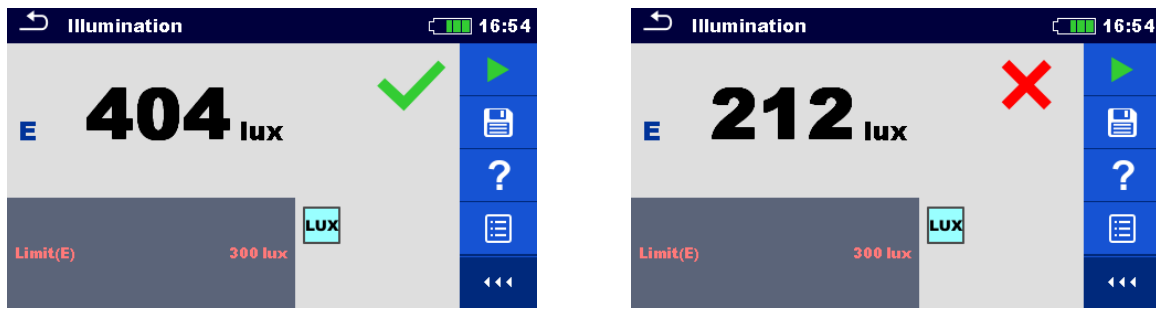 Illumination 16:54
E 404 lux
?
LUX
Limit(E) 300 lux
Illumination 16:54
E 212 lux
?
LUX
Limit(E) 300 lux